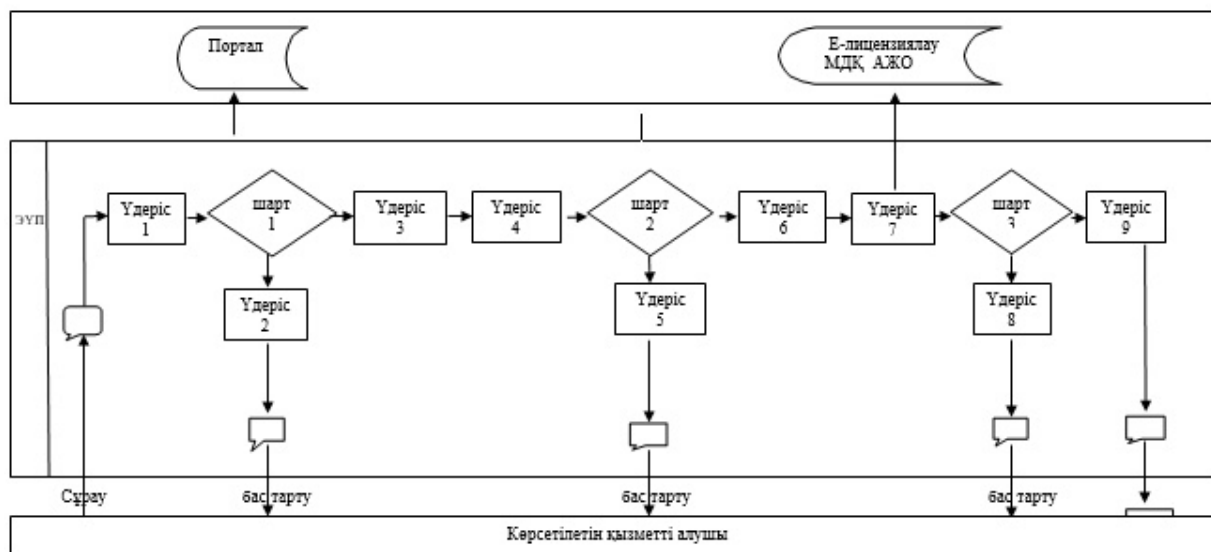 Портал
Е-лицензиялау
МДҚ АЖО
ЭҮП
Үдеріс
1
шарт
1
Үдеріс
3
Үдеріс
4
шарт
2
Үдеріс
6
Үдеріс
7
шарт
3
Үдеріс
9
Үдеріс
2
Үдеріс
5
Үдеріс
8
Сұрау
бас тарту
бас тарту
бас тарту
Көрсетілетін қызметті алушы